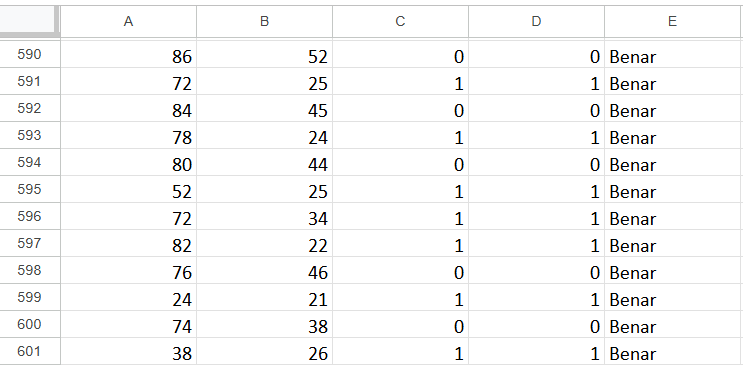 A B C D E
590 86 52 0 0 Benar
591 72 25 1 1 Benar
592 84 45 0 0 Benar
593 78 24 1 1 Benar
594 80 44 0 0 Benar
595 52 25 1 1 Benar
596 72 34 1 1 Benar
597 82 22 1 1 Benar
598 76 46 0 0 Benar
599 24 21 1 1 Benar
600 74 38 0 0 Benar
601 38 26 1 1 Benar